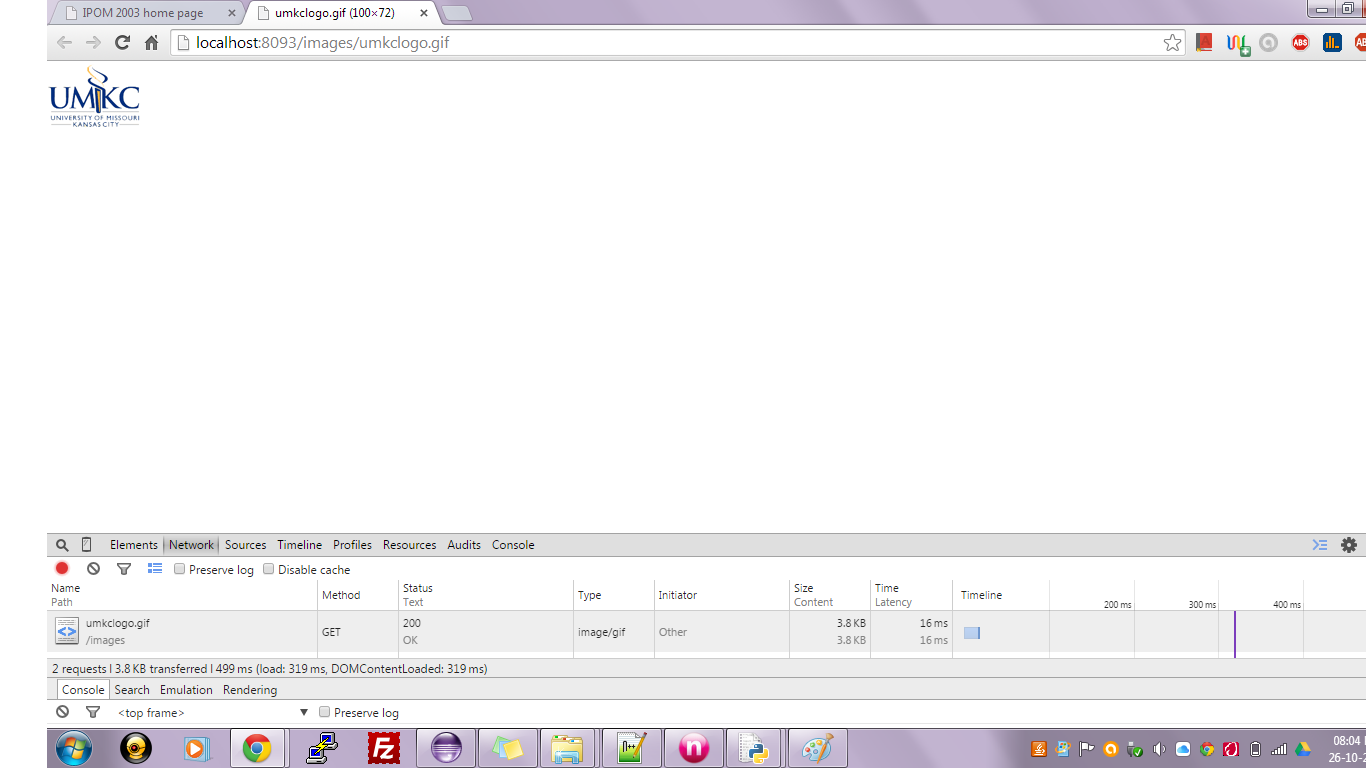 IPOM 2003 home page
umkclogo.gif (100×72)
localhost:8093/images/umkclogo.gif
ABS
UMKC
UNIVERSITY OF MISSOURI
KANSAS CITY
Elements Network Sources Timeline Profiles Resources Audits Console
Preserve log Disable cache
Name Method Status Type Initiator Size Time Timeline
Path Text Content Latency
200 ms 300 ms 400 ms
umkclogo.gif GET 200 image/gif Other 3.8 KB 16 ms
/images OK 3.8 KB 16 ms
2 requests | 3.8 KB transferred | 499 ms (load: 319 ms, DOMContentLoaded: 319 ms)
Console Search Emulation Rendering
<top frame> Preserve log
08:04
26-10-2